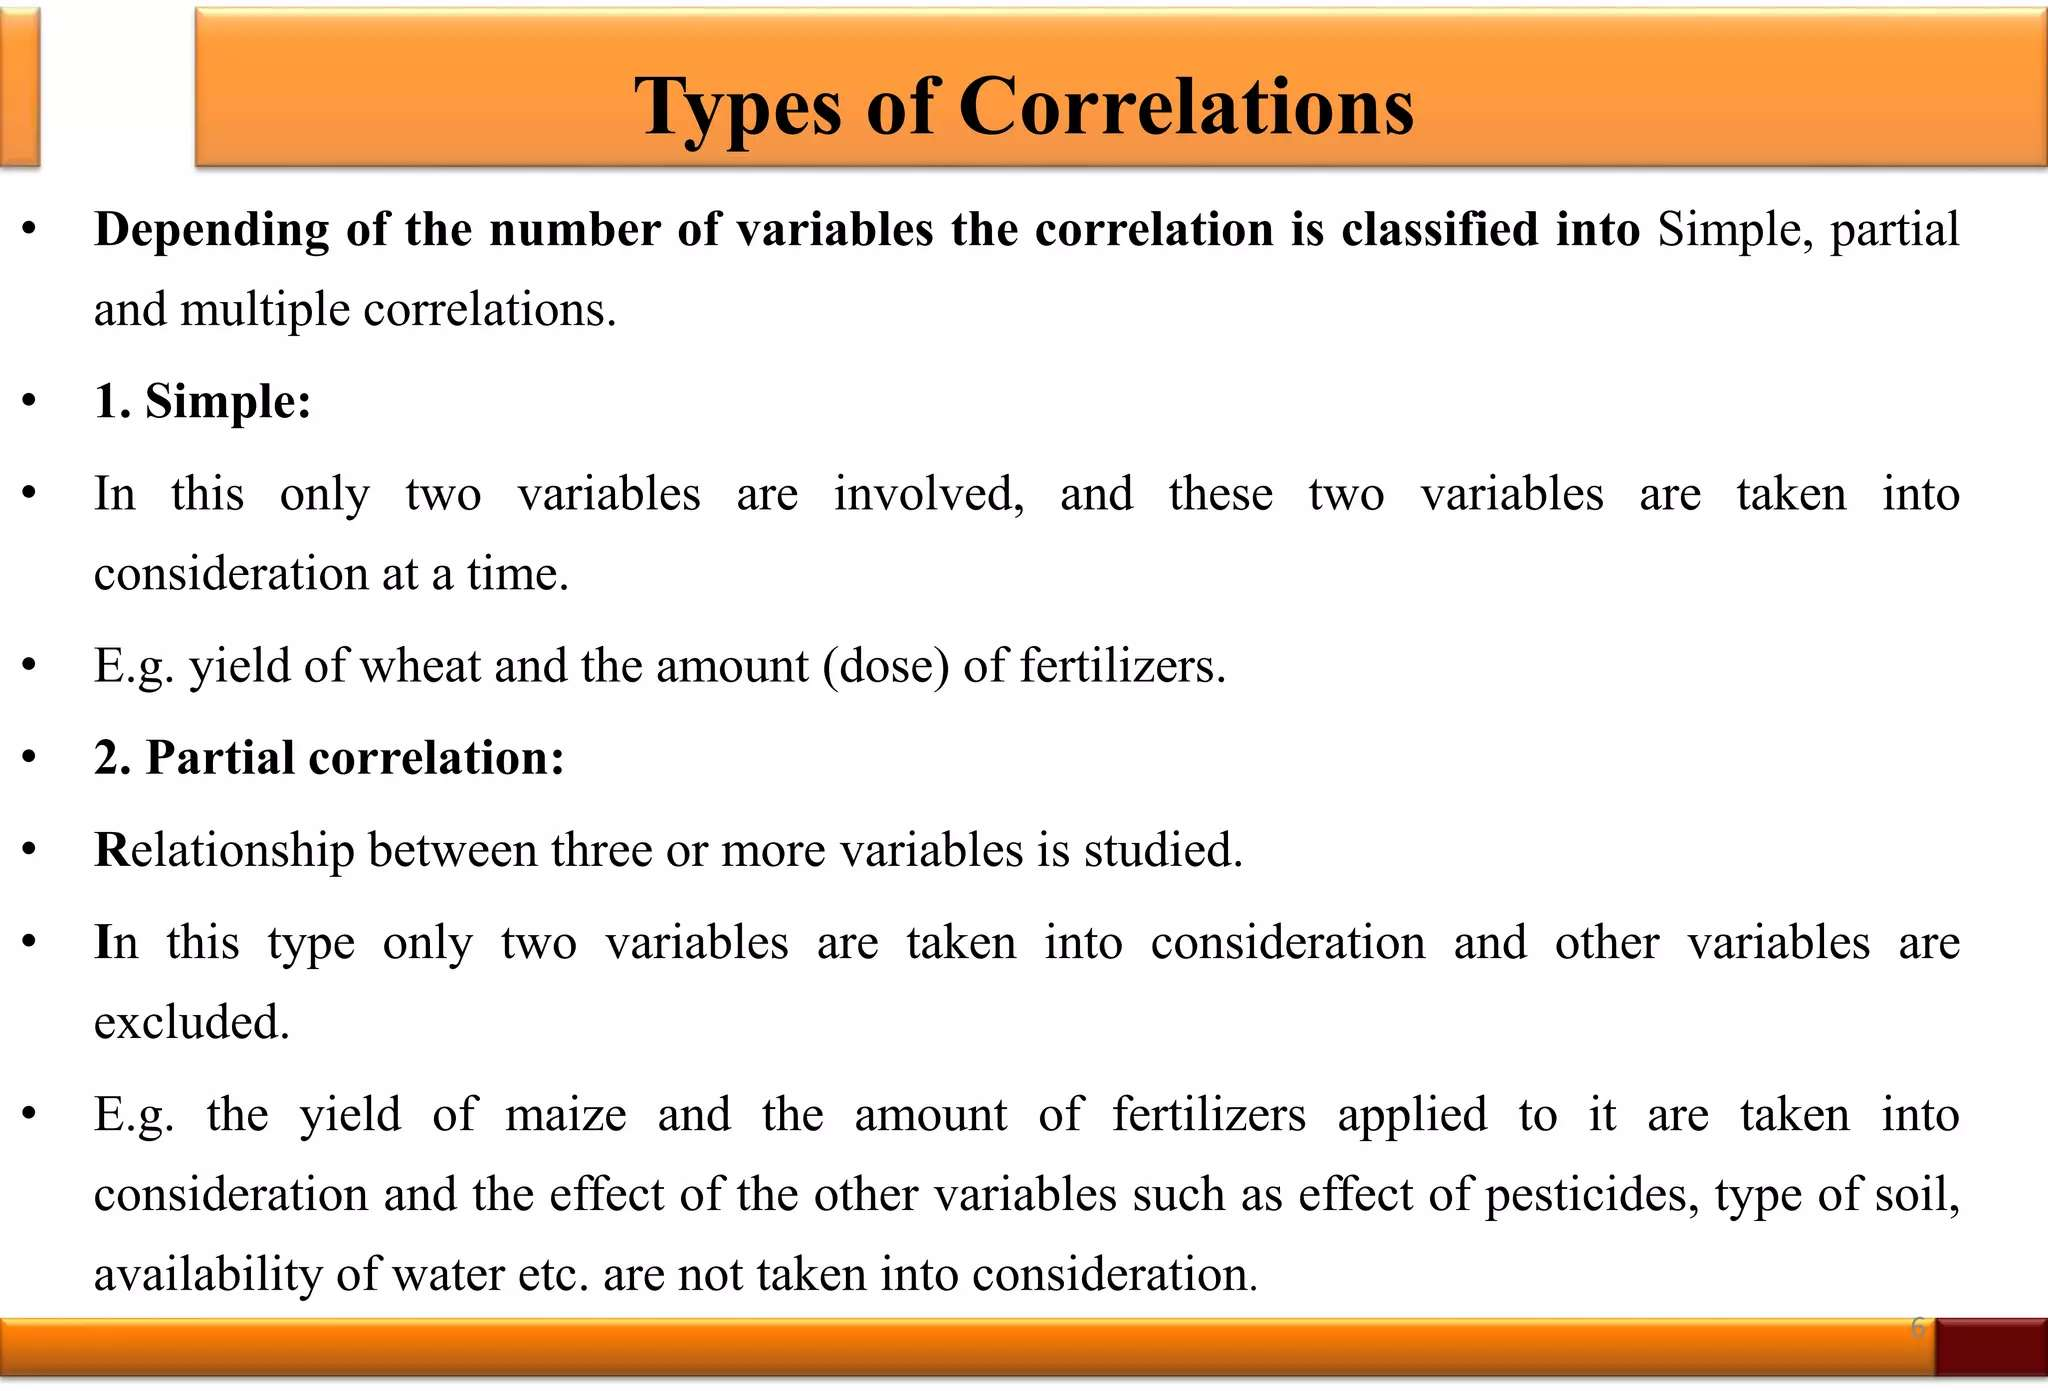 Types of Correlations
• Depending of the number of variables the correlation is classified into Simple, partial
and multiple correlations.
• 1. Simple:
• In this only two variables are involved, and these two variables are taken into
consideration at a time.
• E.g. yield of wheat and the amount (dose) of fertilizers.
• 2. Partial correlation:
• Relationship between three or more variables is studied.
• In this type only two variables are taken into consideration and other variables are
excluded.
• E.g. the yield of maize and the amount of fertilizers applied to it are taken into
consideration and the effect of the other variables such as effect of pesticides, type of soil,
availability of water etc. are not taken into consideration.
6